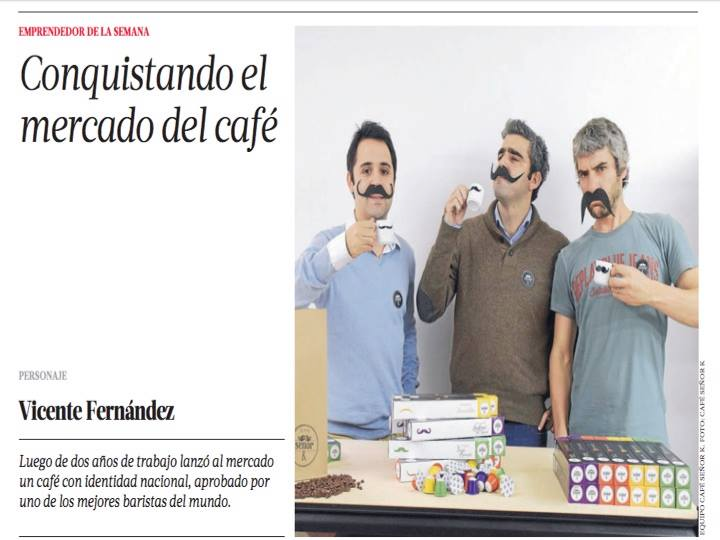 EMPRENDEDOR DE LA SEMANA
Conquistando el
mercado del café
PERSONAJE
Vicente Fernández
Luego de dos años de trabajo lanzó al mercado
un café con identidad nacional, aprobado por
uno de los mejores baristas del mundo.
señor
K
EQUIPO CAFÉ SEÑOR K. FOTO: CAFÉ SEÑOR K